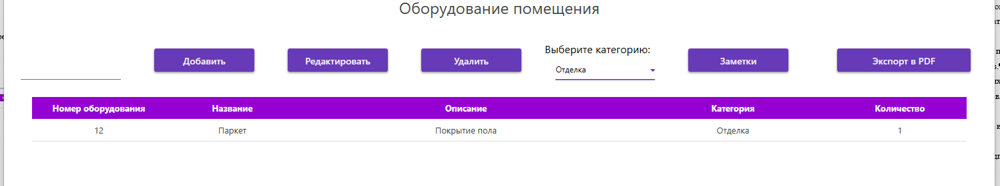 Оборудование помещения
Добавить
Редактировать
Удалить
Выберите категорию:
Отделка
Заметки
Экспорт в PDF
Номер оборудования Название Описание Категория Количество
12 Паркет Покрытие пола Отделка 1